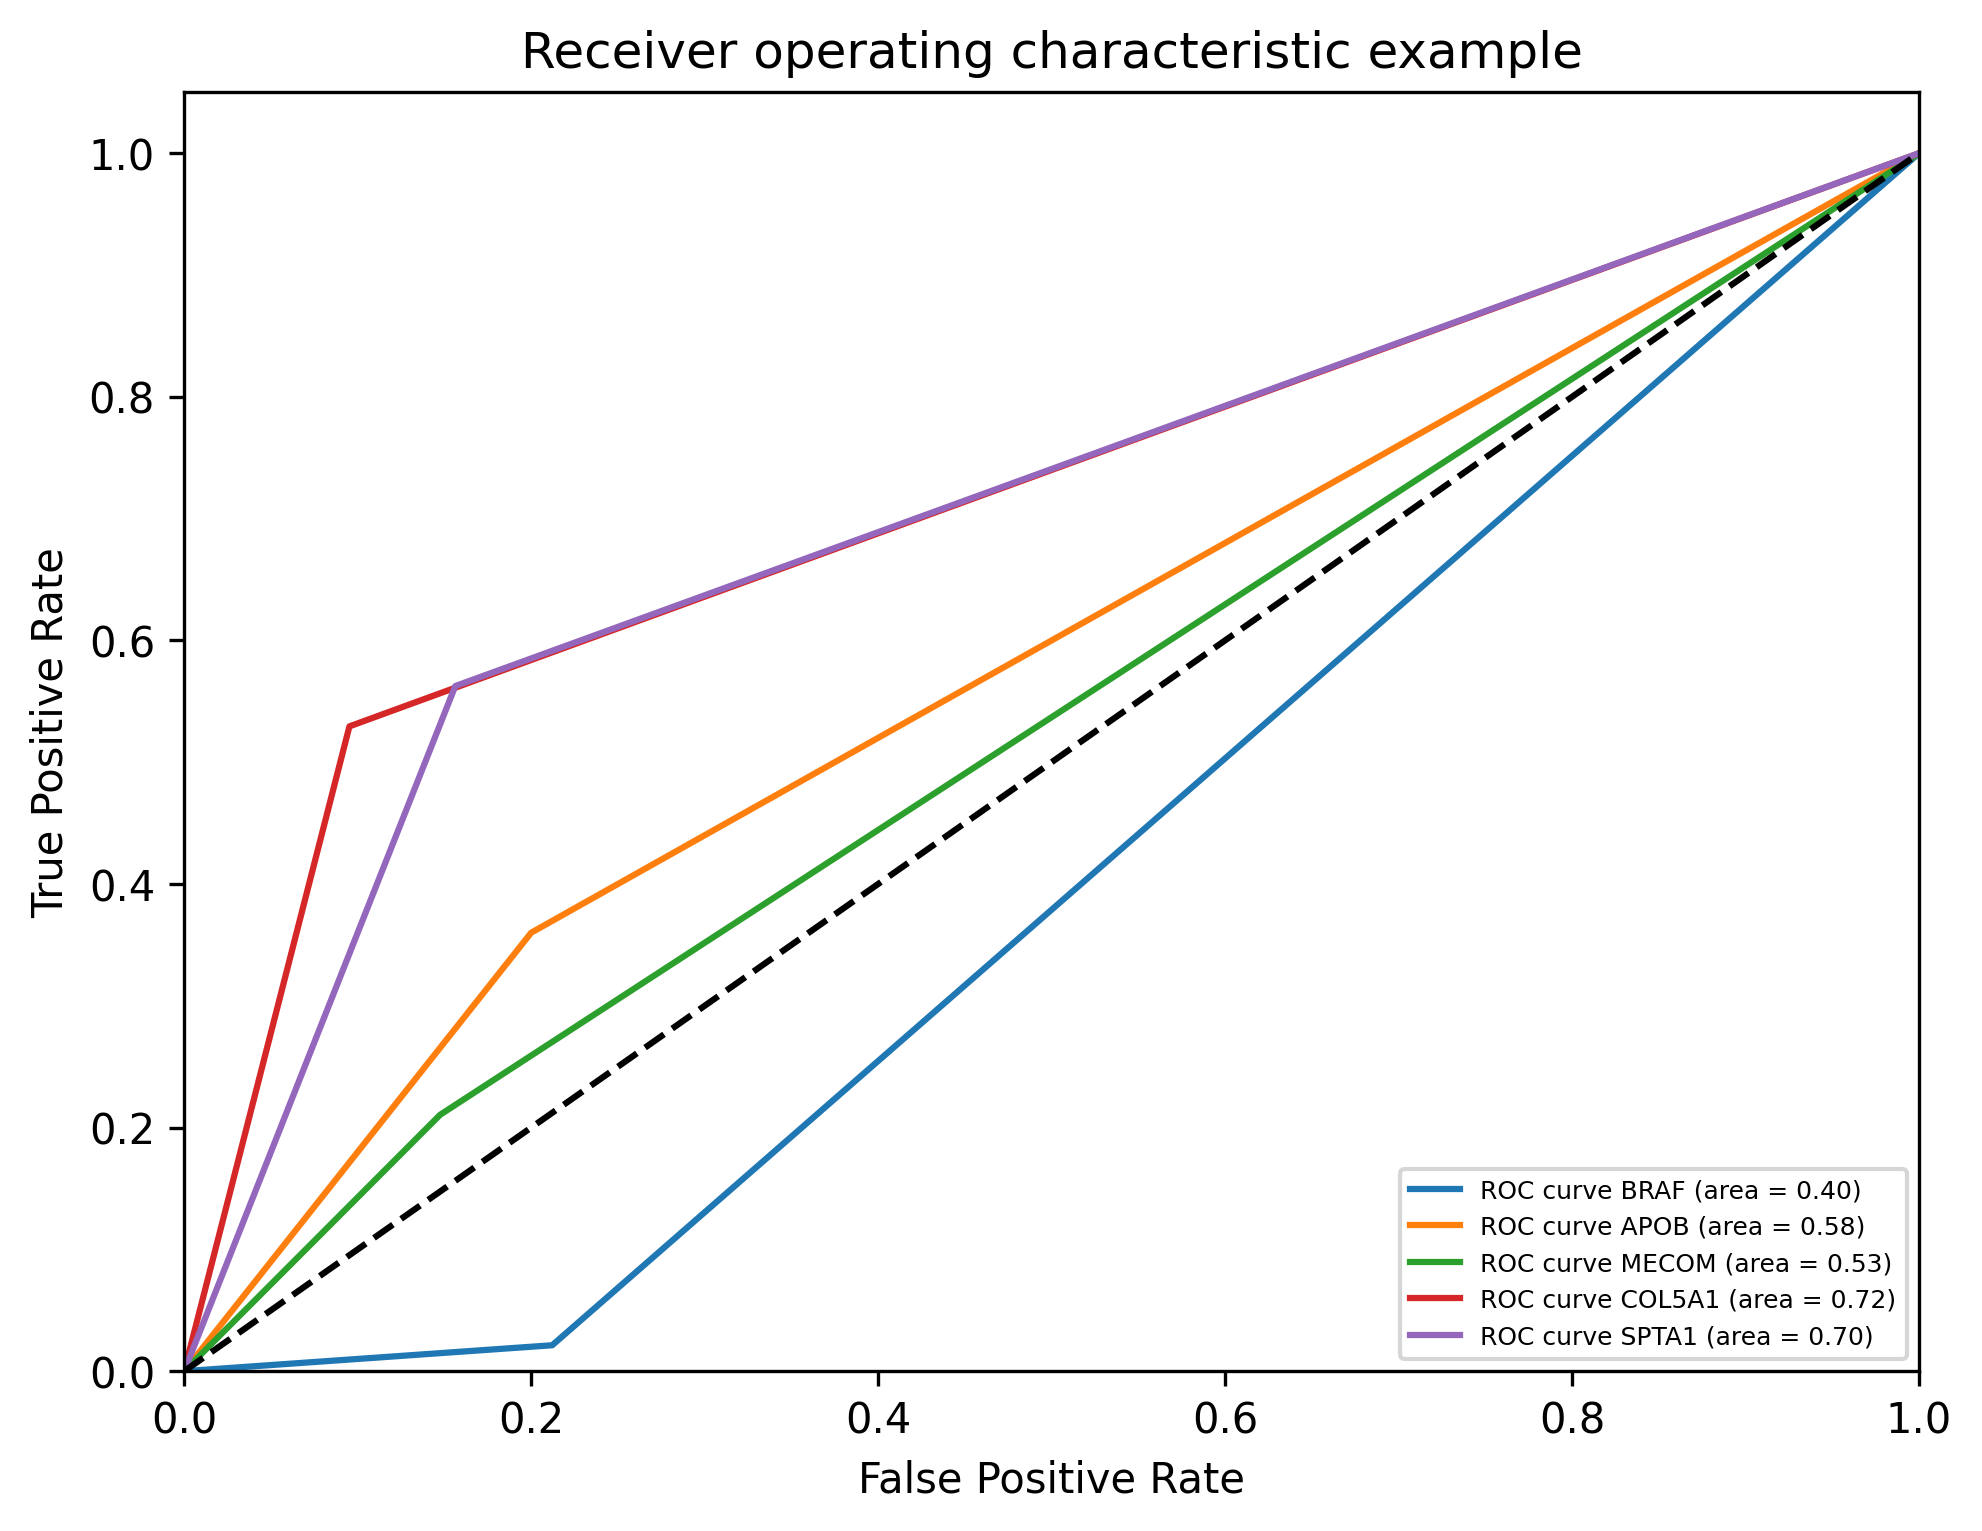 Receiver operating characteristic example
True Positive Rate
1.0
0.8
0.6
0.4
0.2
0.0
ROC curve BRAF (area = 0.40)
ROC curve APOB (area = 0.58)
ROC curve MECOM (area = 0.53)
ROC curve COL5A1 (area = 0.72)
ROC curve SPTA1 (area = 0.70)
0.0 0.2 0.4 0.6 0.8 1.0
False Positive Rate